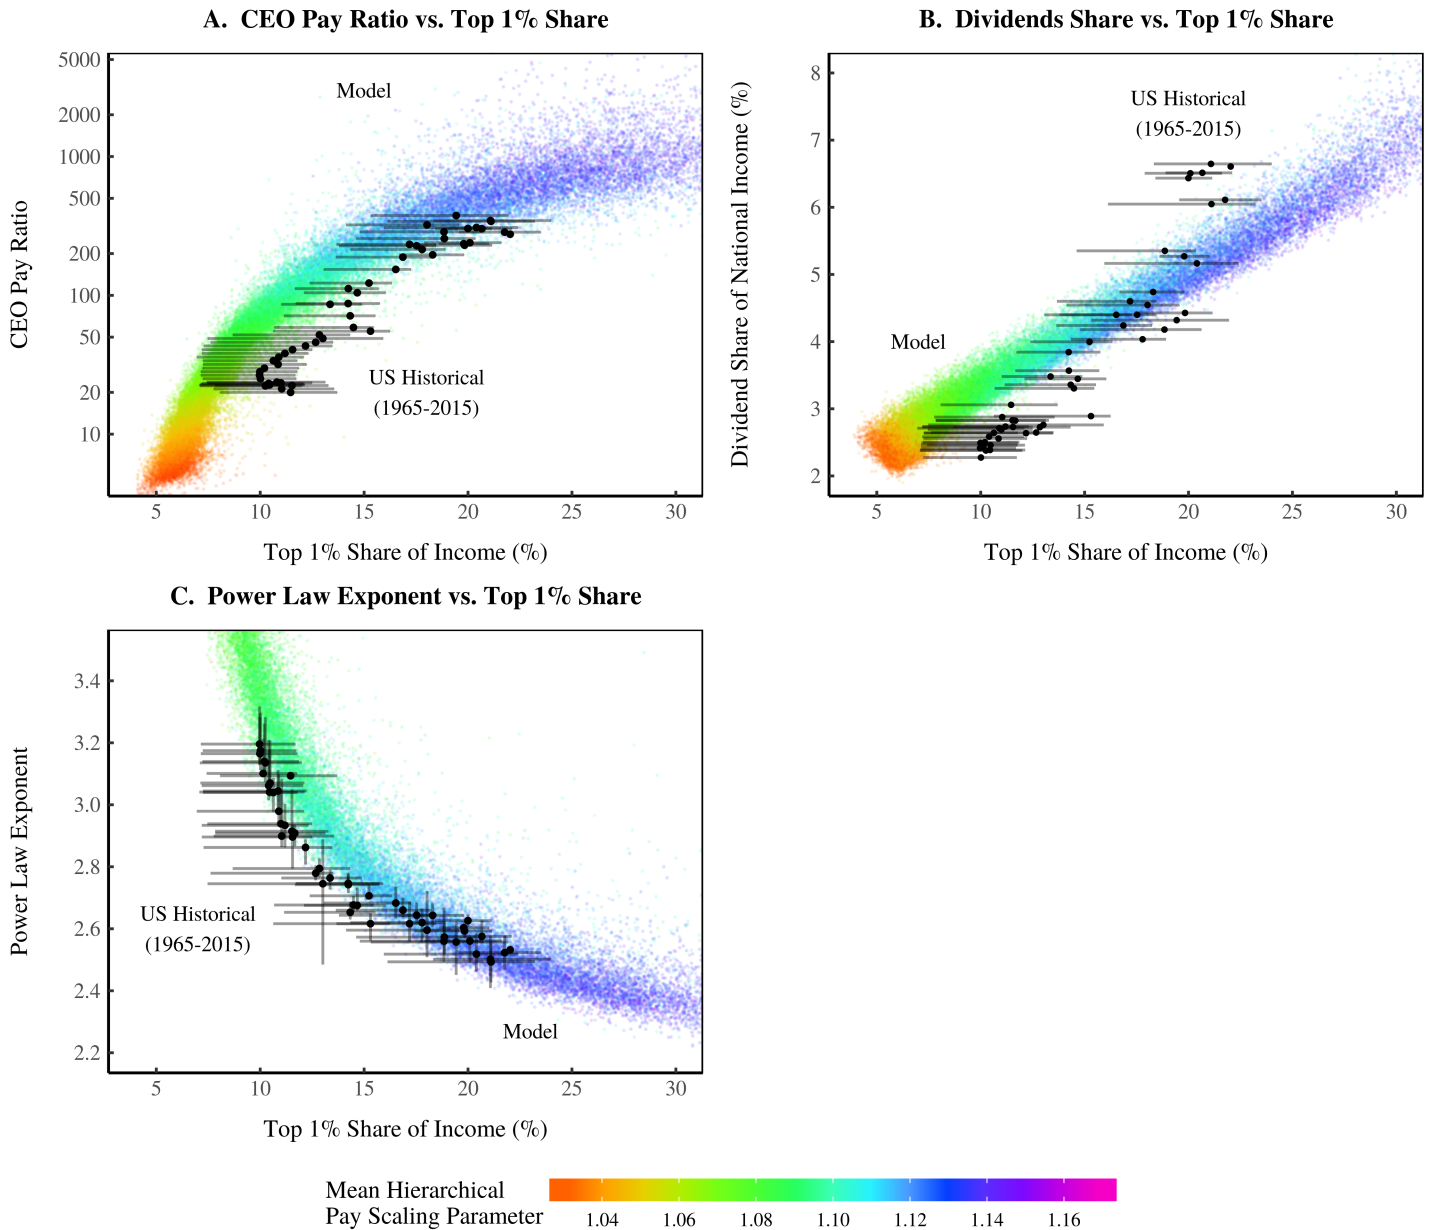 A. CEO Pay Ratio vs. Top 1% Share
5000
2000
1000
500
200
100
50
20
10
CEO Pay Ratio
Model
US Historical
(1965-2015)
5 10 15 20 25 30
Top 1% Share of Income (%)
B. Dividends Share vs. Top 1% Share
8
7
6
5
4
3
2
Dividend Share of National Income (%)
US Historical
(1965-2015)
Model
5 10 15 20 25 30
Top 1% Share of Income (%)
C. Power Law Exponent vs. Top 1% Share
3.4
3.2
3.0
2.8
2.6
2.4
2.2
Power Law Exponent
US Historical
(1965-2015)
Model
5 10 15 20 25 30
Top 1% Share of Income (%)
Mean Hierarchical
Pay Scaling Parameter
1.04 1.06 1.08 1.10 1.12 1.14 1.16